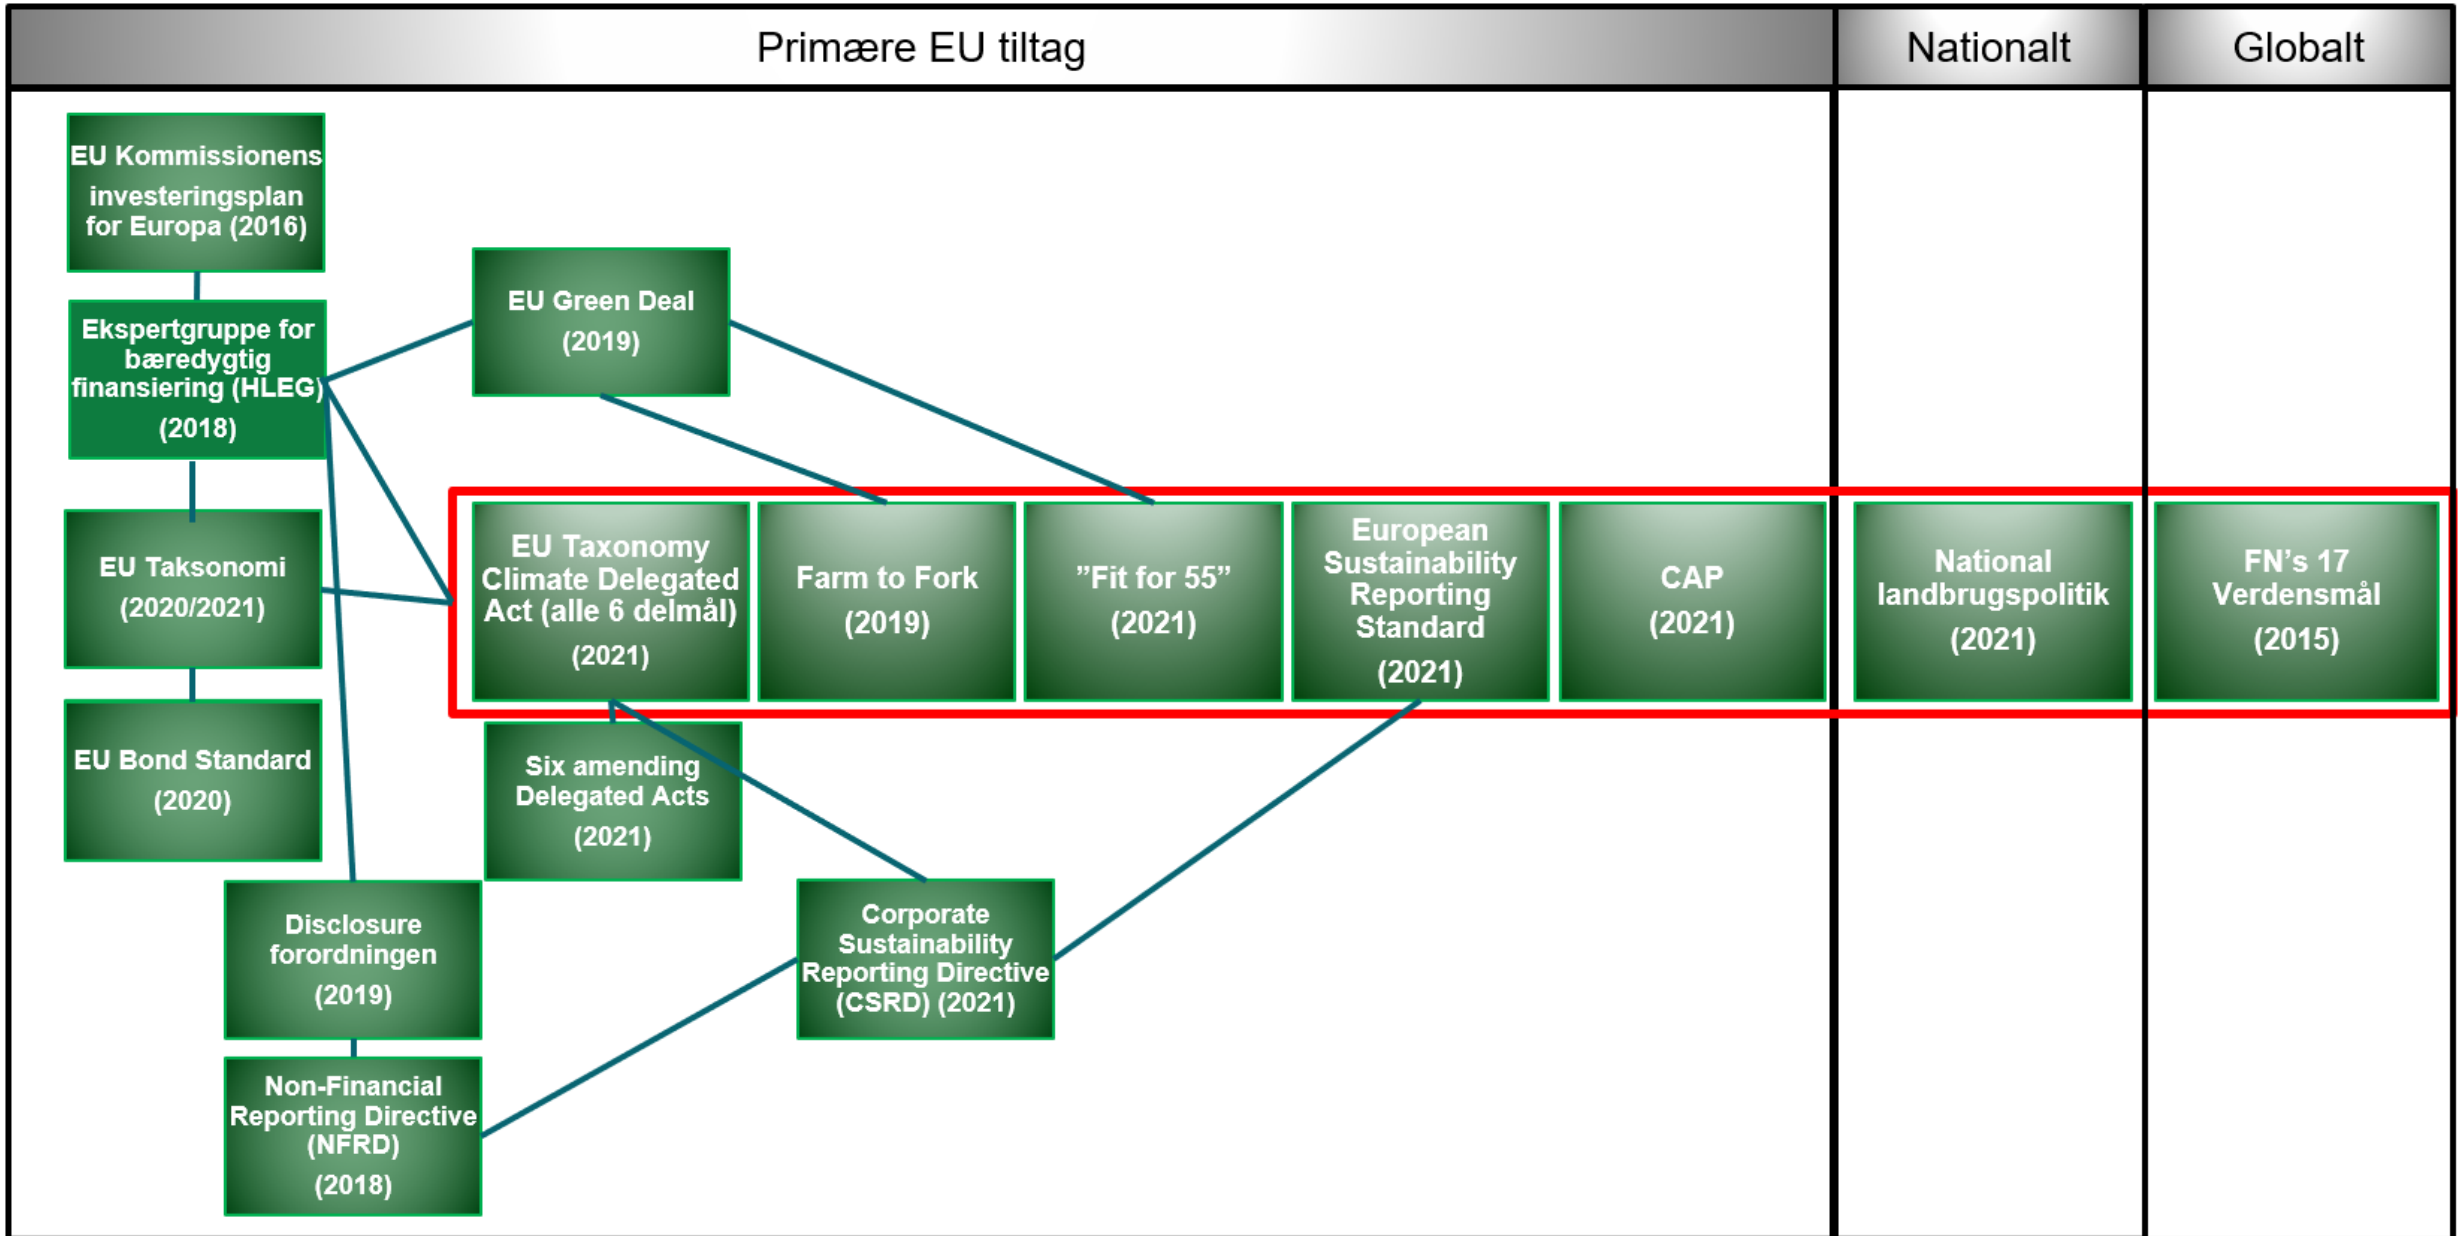 Primære EU tiltag
Nationalt
Globalt
EU Kommissionens
investeringsplan
for Europa (2016)
Ekspertgruppe for
bæredygtig
finansiering (HLEG)
(2018)
EU Taksonomi
(2020/2021)
EU Bond Standard
(2020)
Disclosure
forordningen
(2019)
Non-Financial
Reporting Directive
(NFRD)
(2018)
EU Green Deal
(2019)
EU Taxonomy
Climate Delegated
Act (alle 6 delmål)
(2021)
Farm to Fork
(2019)
”Fit for 55”
(2021)
European
Sustainability
Reporting
Standard
(2021)
CAP
(2021)
National
landbrugspolitik
(2021)
FN’s 17
Verdensmål
(2015)
Six amending
Delegated Acts
(2021)
Corporate
Sustainability
Reporting Directive
(CSRD) (2021)